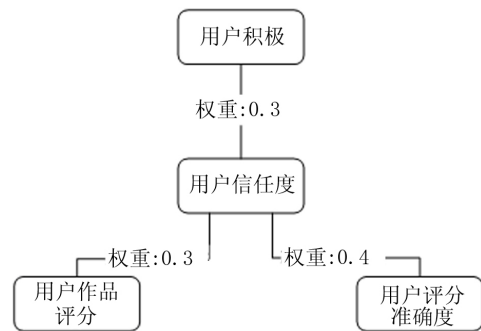 用户积极
权重:0.3
用户信任度
权重:0.3
权重:0.4
用户作品
评分
用户评分
准确度